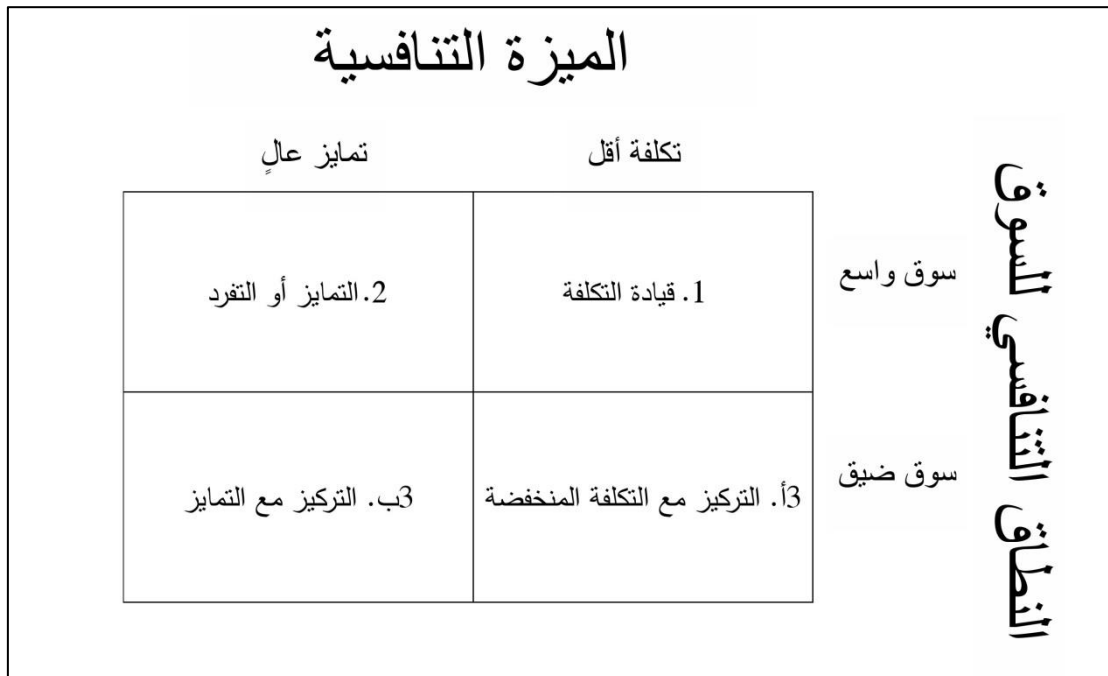 الميزة التنافسية
تكلفة أقل
تمايز عالٍ
سوق واسع
1. قيادة التكلفة
2. التمايز أو التفرد
سوق ضيق
3أ. التركيز مع التكلفة المنخفضة
3ب. التركيز مع التمايز
النطاق التنافسي للسوق